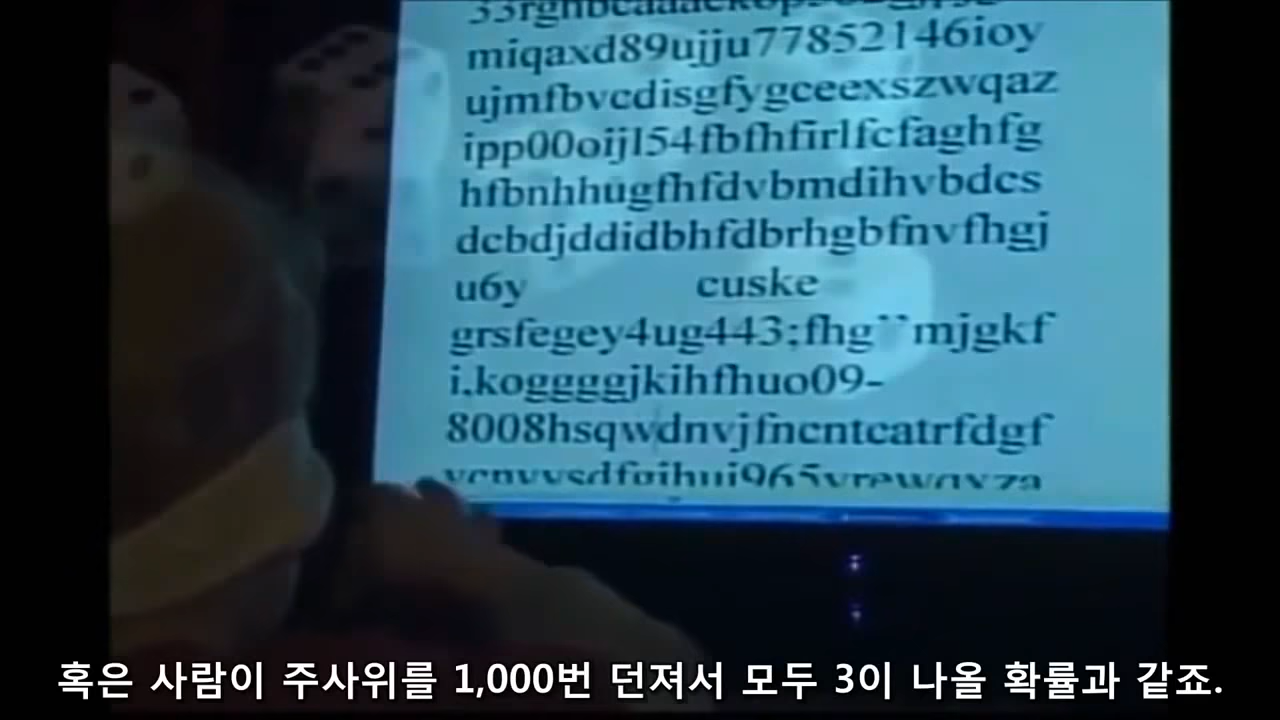 miqaxd89ujju77852146ioy
ujmfbvcdisgfygceexszwqaz
ipp00oijl54fbfhfirlfcfaghfg
hfbnhhugfhfdvbmdihvbdcs
dcbdjddidbhfdbrhgbfnvfhgj
u6y cuske
grsfegey4ug443;fhg``mjgkf
i,koggggjkihfhuo09-
8008hsqwdnvjfncntcatrfdgf
혹은 사람이 주사위를 1,000번 던져서 모두 3이 나올 확률과 같죠.